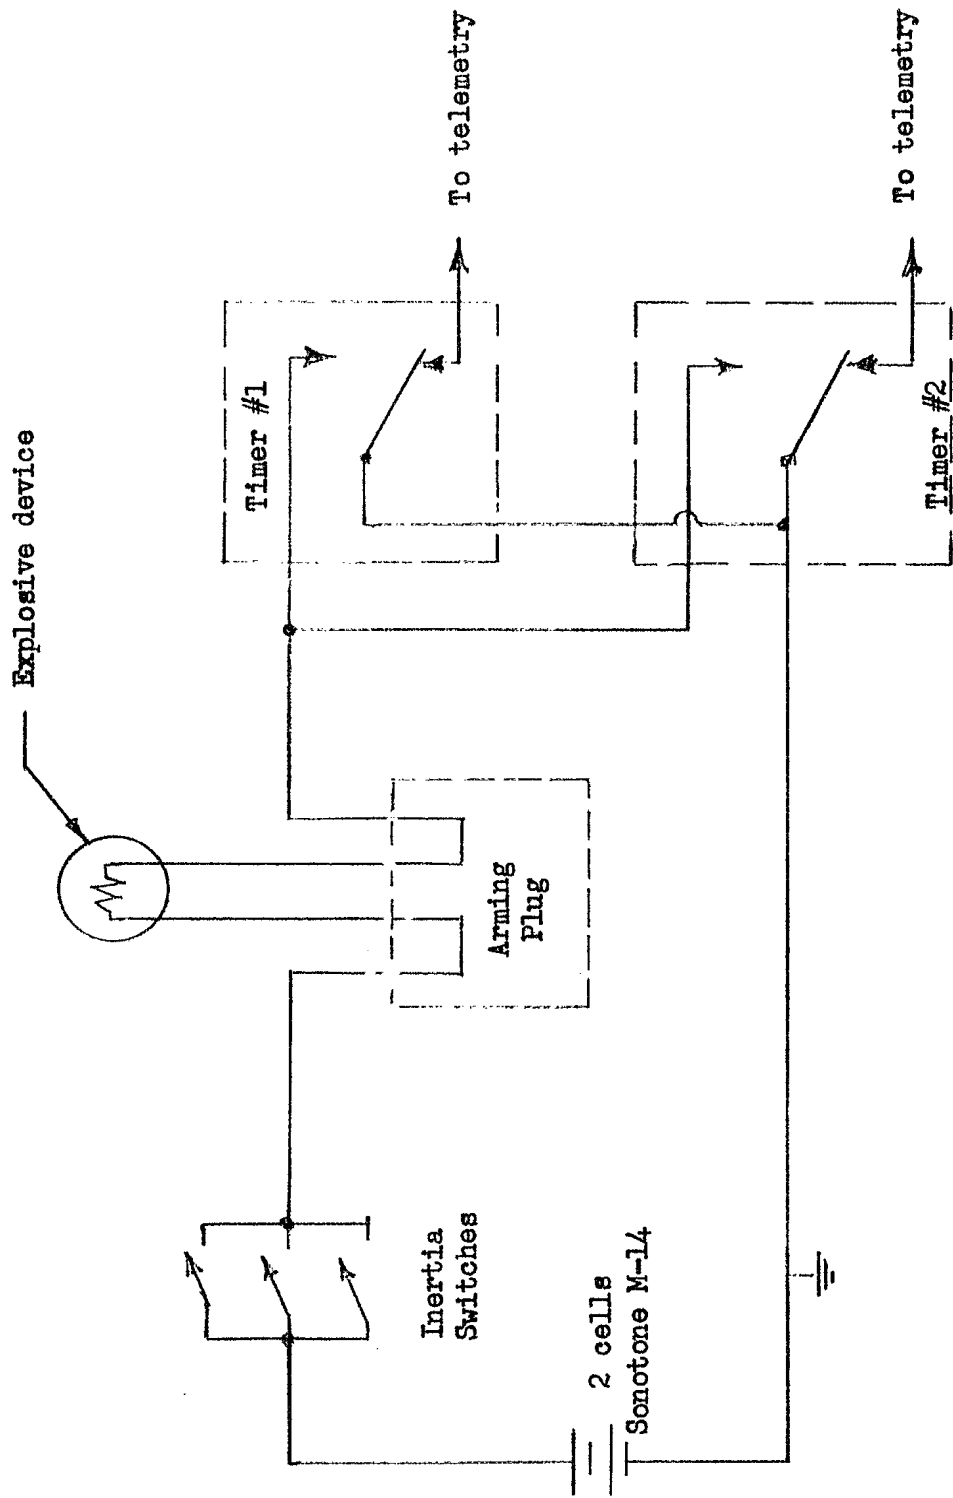 Explosive device
Timer #1
To telemetry
Timer #2
To telemetry
Arming
Plug
Inertia
Switches
2 cells
Sonotone M-14